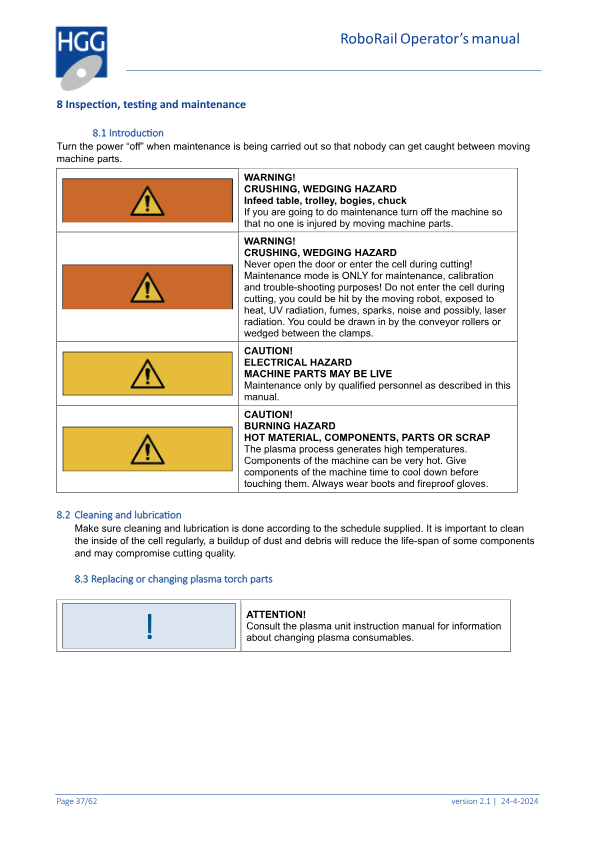 HGG
RoboRail Operator's manual
8 Inspection, testing and maintenance
8.1 Introduction
Turn the power “off” when maintenance is being carried out so that nobody can get caught between moving
machine parts.
WARNING!
CRUSHING, WEDGING HAZARD
Infeed table, trolley, bogies, chuck
If you are going to do maintenance turn off the machine so
that no one is injured by moving machine parts.
WARNING!
CRUSHING, WEDGING HAZARD
Never open the door or enter the cell during cutting!
Maintenance mode is ONLY for maintenance, calibration
and trouble-shooting purposes! Do not enter the cell during
cutting, you could be hit by the moving robot, exposed to
heat, UV radiation, fumes, sparks, noise and possibly, laser
radiation. You could be drawn in by the conveyor rollers or
wedged between the clamps.
CAUTION!
ELECTRICAL HAZARD
MACHINE PARTS MAY BE LIVE
Maintenance only by qualified personnel as described in this
manual.
CAUTION!
BURNING HAZARD
HOT MATERIAL, COMPONENTS, PARTS OR SCRAP
The plasma process generates high temperatures.
Components of the machine can be very hot. Give
components of the machine time to cool down before
touching them. Always wear boots and fireproof gloves.
8.2 Cleaning and lubrication
Make sure cleaning and lubrication is done according to the schedule supplied. It is important to clean
the inside of the cell regularly, a buildup of dust and debris will reduce the life-span of some components
and may compromise cutting quality.
8.3 Replacing or changing plasma torch parts
!
ATTENTION!
Consult the plasma unit instruction manual for information
about changing plasma consumables.
Page 37/62
version 2.1 | 24-4-2024